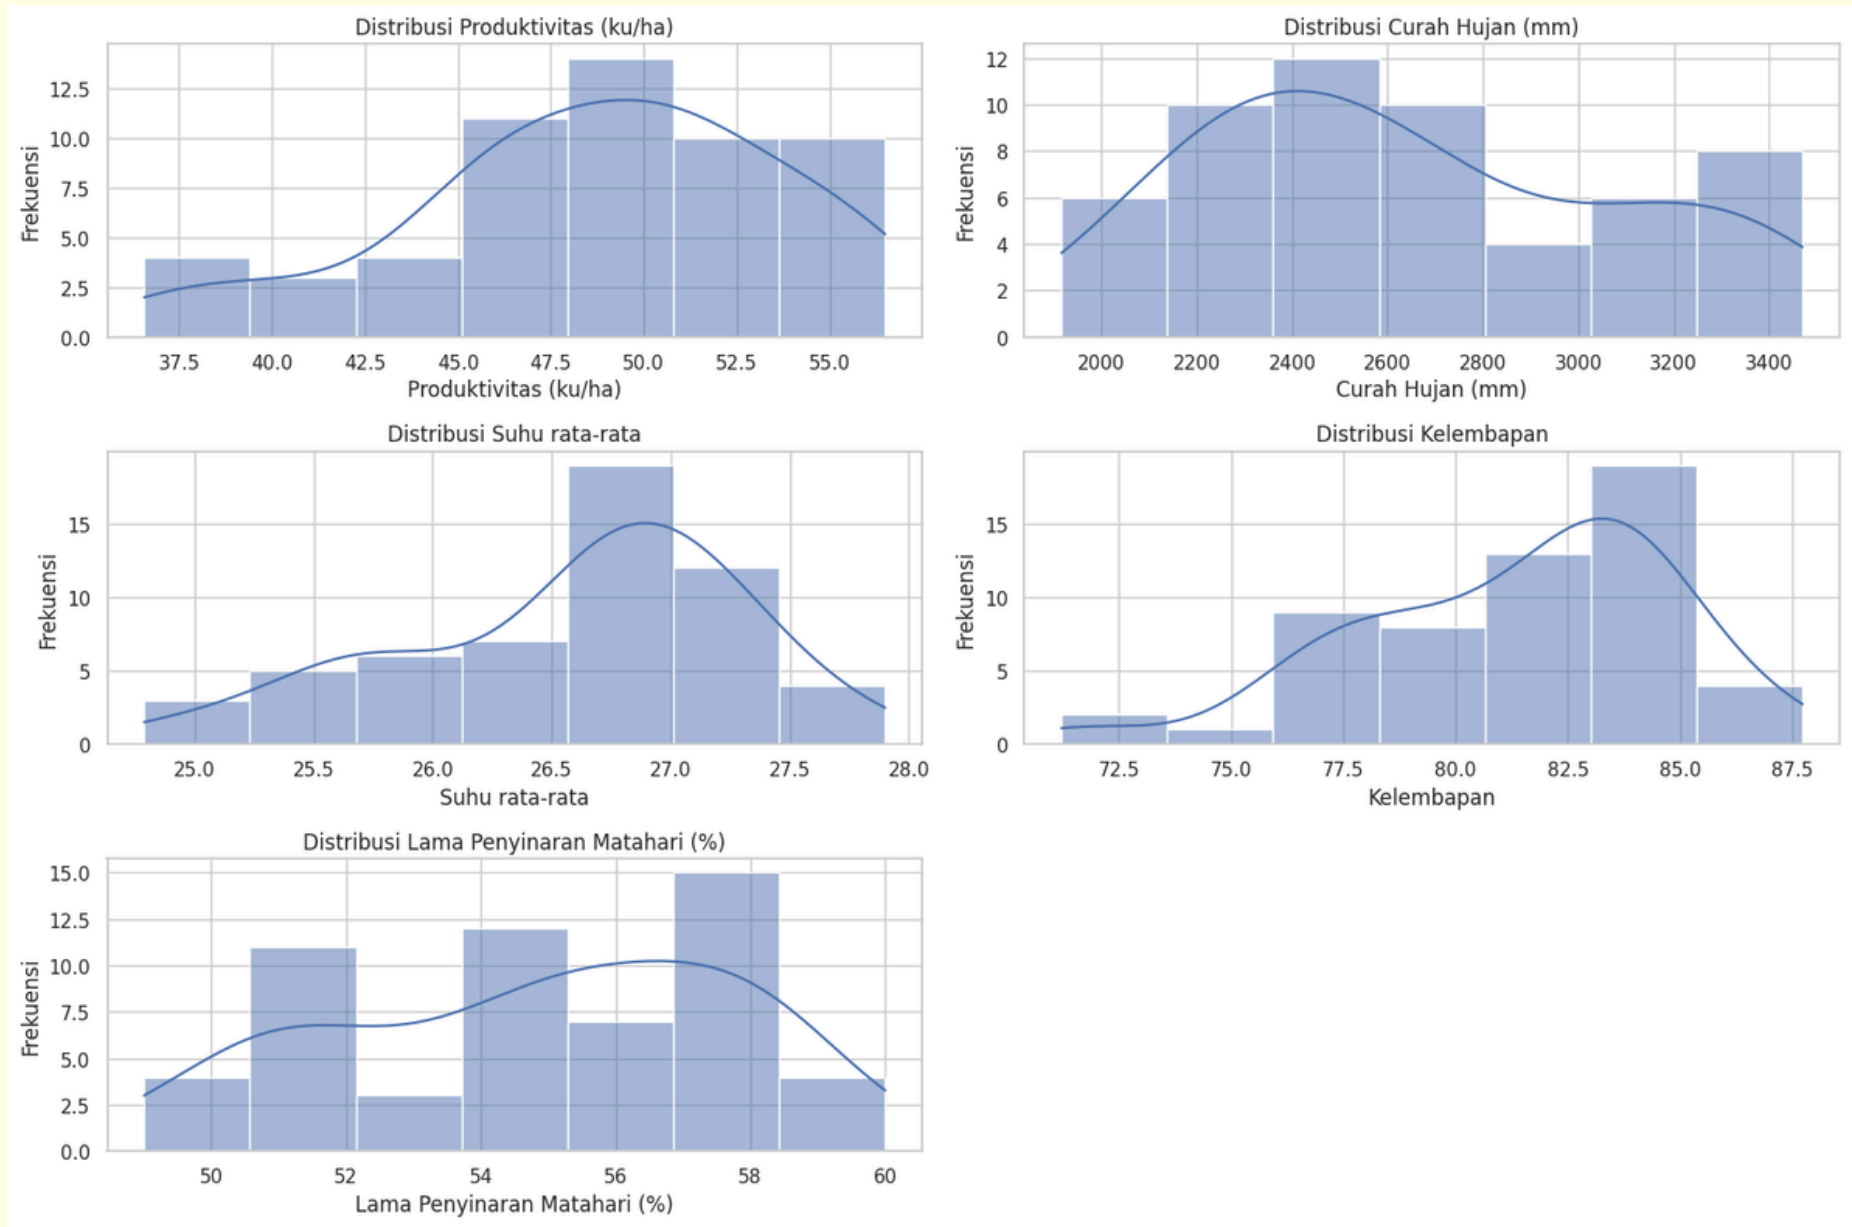 Distribusi Produktivitas (ku/ha)
12.5
10.0
7.5
5.0
2.5
0.0
Frekuensi
37.5 40.0 42.5 45.0 47.5 50.0 52.5 55.0
Produktivitas (ku/ha)
Distribusi Curah Hujan (mm)
12
10
8
6
4
2
0
Frekuensi
2000 2200 2400 2600 2800 3000 3200 3400
Curah Hujan (mm)
Distribusi Suhu rata-rata
15
10
5
0
Frekuensi
25.0 25.5 26.0 26.5 27.0 27.5 28.0
Suhu rata-rata
Distribusi Kelembapan
15
10
5
0
Frekuensi
72.5 75.0 77.5 80.0 82.5 85.0 87.5
Kelembapan
Distribusi Lama Penyinaran Matahari (%)
15.0
12.5
10.0
7.5
5.0
2.5
0.0
Frekuensi
50 52 54 56 58 60
Lama Penyinaran Matahari (%)